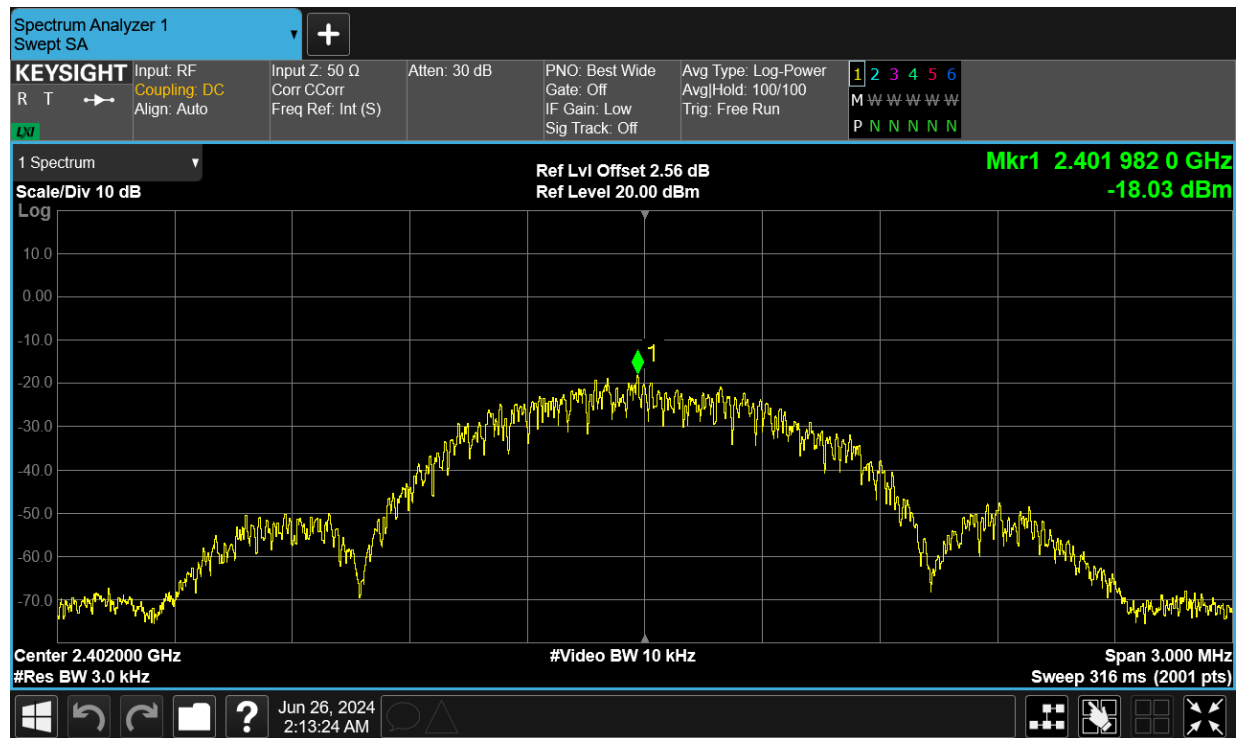 Spectrum Analyzer 1
Swept SA
KEYSIGHT
R T
LXI
Input: RF
Coupling: DC
Align: Auto
Input Z: 50 Ω
Corr CCorr
Freq Ref: Int (S)
Atten: 30 dB
PNO: Best Wide
Gate: Off
IF Gain: Low
Sig Track: Off
Avg Type: Log-Power
Avg|Hold: 100/100
Trig: Free Run
1 2 3 4 5 6
M W W W W W
P N N N N N
1 Spectrum
Scale/Div 10 dB
Ref Lvl Offset 2.56 dB
Ref Level 20.00 dBm
Mkr1 2.401 982 0 GHz
-18.03 dBm
Log
10.0
0.00
-10.0
-20.0
-30.0
-40.0
-50.0
-60.0
-70.0
1
Center 2.402000 GHz
#Res BW 3.0 kHz
#Video BW 10 kHz
Span 3.000 MHz
Sweep 316 ms (2001 pts)
?
Jun 26, 2024
2:13:24 AM